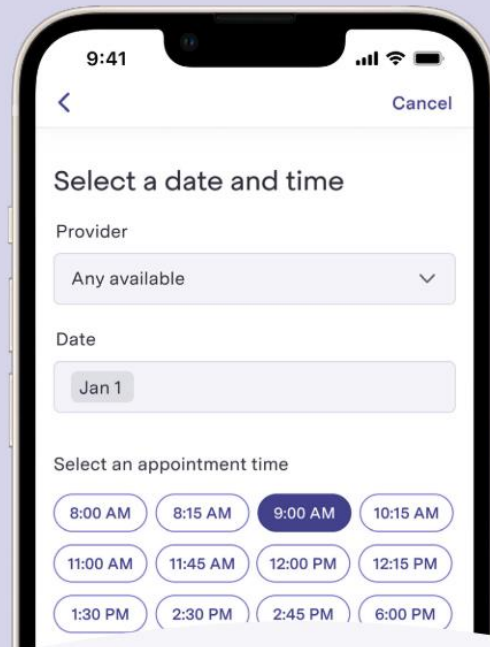 9:41
Cancel
Select a date and time
Provider
Any available
Date
Jan 1
Select an appointment time
8:00 AM 8:15 AM 9:00 AM 10:15 AM
11:00 AM 11:45 AM 12:00 PM 12:15 PM
1:30 PM 2:30 PM 2:45 PM 6:00 PM